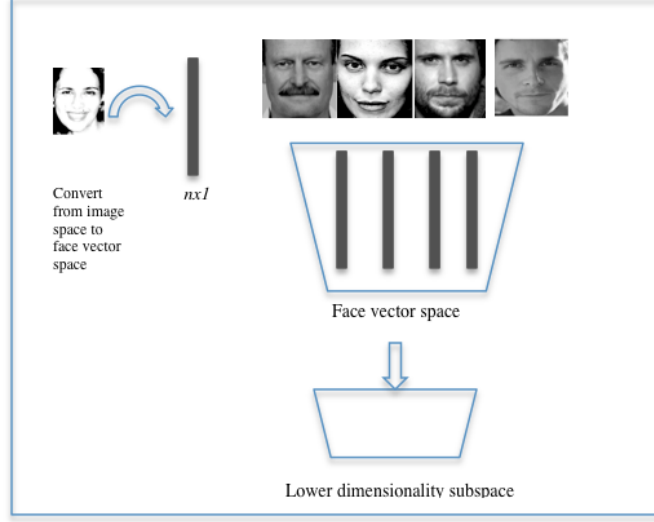 Convert
from image
space to
face vector
space
nx1
Face vector space
Lower dimensionality subspace